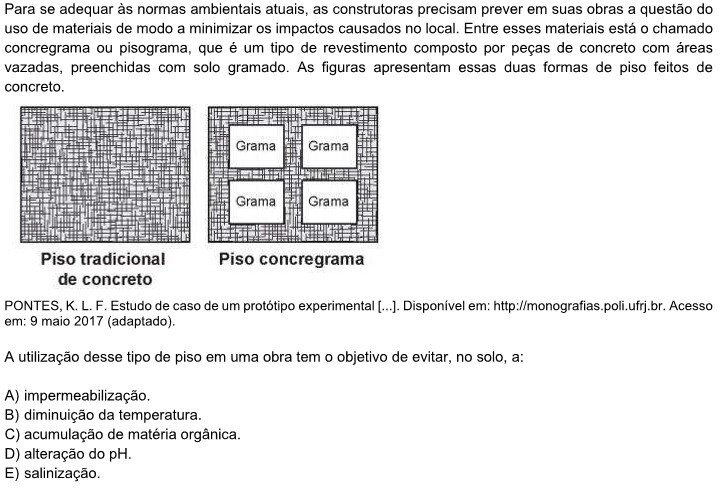 Para se adequar às normas ambientais atuais, as construtoras precisam prever em suas obras a questão do
uso de materiais de modo a minimizar os impactos causados no local. Entre esses materiais está o chamado
concregrama ou pisograma, que é um tipo de revestimento composto por peças de concreto com áreas
vazadas, preenchidas com solo gramado. As figuras apresentam essas duas formas de piso feitos de
concreto.
Grama Grama
Grama Grama
Piso tradicional Piso concregrama
de concreto
PONTES, K. L. F. Estudo de caso de um protótipo experimental [...]. Disponível em: http://monografias.poli.ufrj.br. Acesso
em: 9 maio 2017 (adaptado).
A utilização desse tipo de piso em uma obra tem o objetivo de evitar, no solo, a:
A) impermeabilização.
B) diminuição da temperatura.
C) acumulação de matéria orgânica.
D) alteração do pH.
E) salinização.